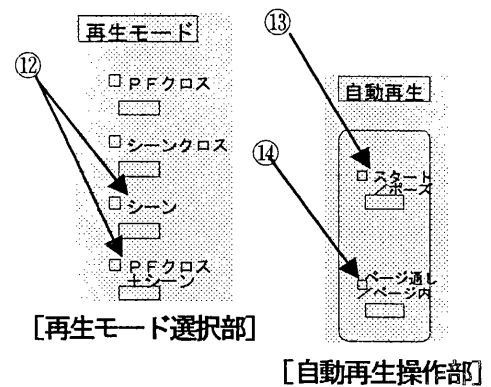 再生モード
⑫
□ PFクロス
□ シーンクロス
□ シーン
□ PFクロス
+シーン
[再生モード選択部]
⑬
自動再生
⑭
□ スタート
/ポーズ
□ ページ通し
/ページ内
[自動再生操作部]